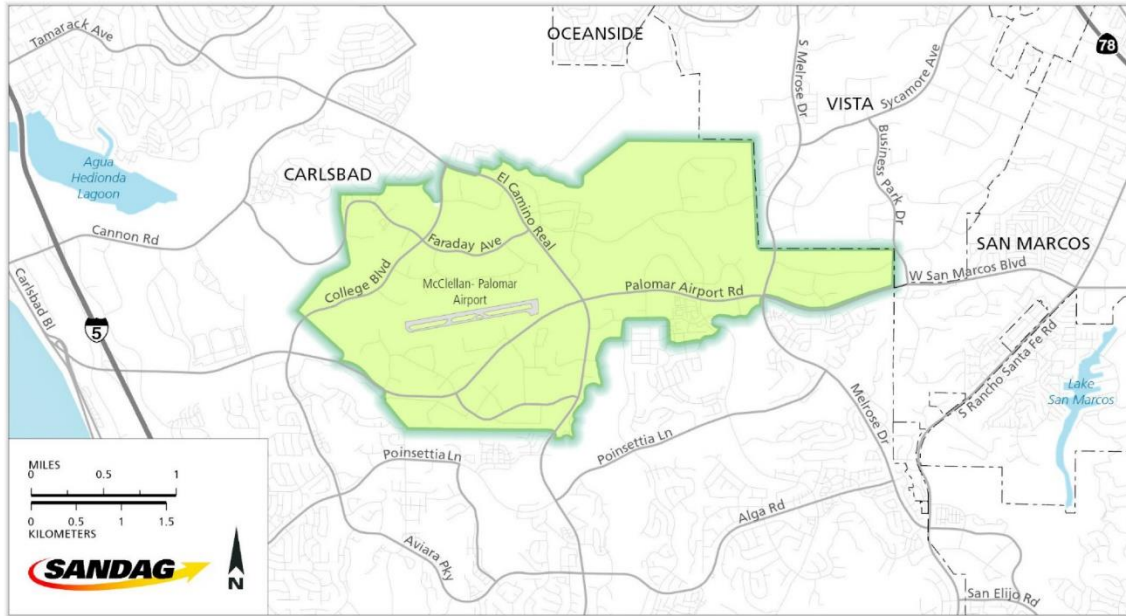 Tamarack Ave
OCEANSIDE
S Melrose Dr
78
VISTA
Sycamore Ave
Business Park Dr
Agua
Hedionda
Lagoon
CARLSBAD
El Camino Real
Cannon Rd
Faraday Ave
SAN MARCOS
W San Marcos Blvd
College Blvd
McClellan- Palomar
Airport
Palomar Airport Rd
Carlsbad Bl
5
S Rancho Santa Fe Rd
Lake
San Marcos
Melrose Dr
Poinsettia Ln
Poinsettia Ln
Alga Rd
Aviara Pky
San Elijo Rd
MILES
0 0.5 1
0 0.5 1 1.5
KILOMETERS
SANDAG
N